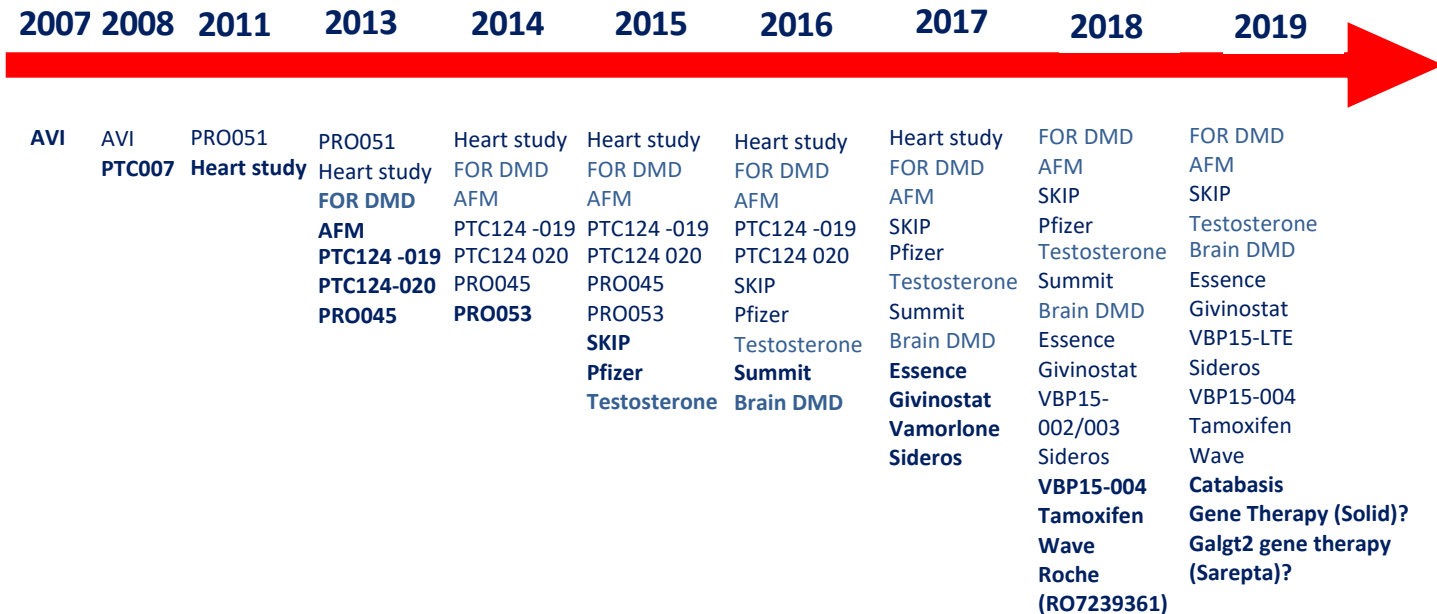 2007 2008 2011 2013 2014 2015 2016 2017 2018 2019
AVI
AVI
PTC007
PRO051
Heart study
PRO051
Heart study
FOR DMD
AFM
PTC124 -019
PTC124-020
PRO045
Heart study
FOR DMD
AFM
PTC124 -019
PTC124 020
PRO045
PRO053
Heart study
FOR DMD
AFM
PTC124 -019
PTC124 020
PRO045
PRO053
SKIP
Pfizer
Testosterone
Heart study
FOR DMD
AFM
PTC124 -019
PTC124 020
SKIP
Pfizer
Testosterone
Summit
Brain DMD
Heart study
FOR DMD
AFM
SKIP
Pfizer
Testosterone
Summit
Brain DMD
Essence
Givinostat
Vamorlone
Sideros
FOR DMD
AFM
SKIP
Pfizer
Testosterone
Summit
Brain DMD
Essence
Givinostat
VBP15-
002/003
Sideros
VBP15-004
Tamoxifen
Wave
Roche
(RO7239361)
FOR DMD
AFM
SKIP
Testosterone
Brain DMD
Essence
Givinostat
VBP15-LTE
Sideros
VBP15-004
Tamoxifen
Wave
Catabasis
Gene Therapy (Solid)?
Galgt2 gene therapy
(Sarepta)?